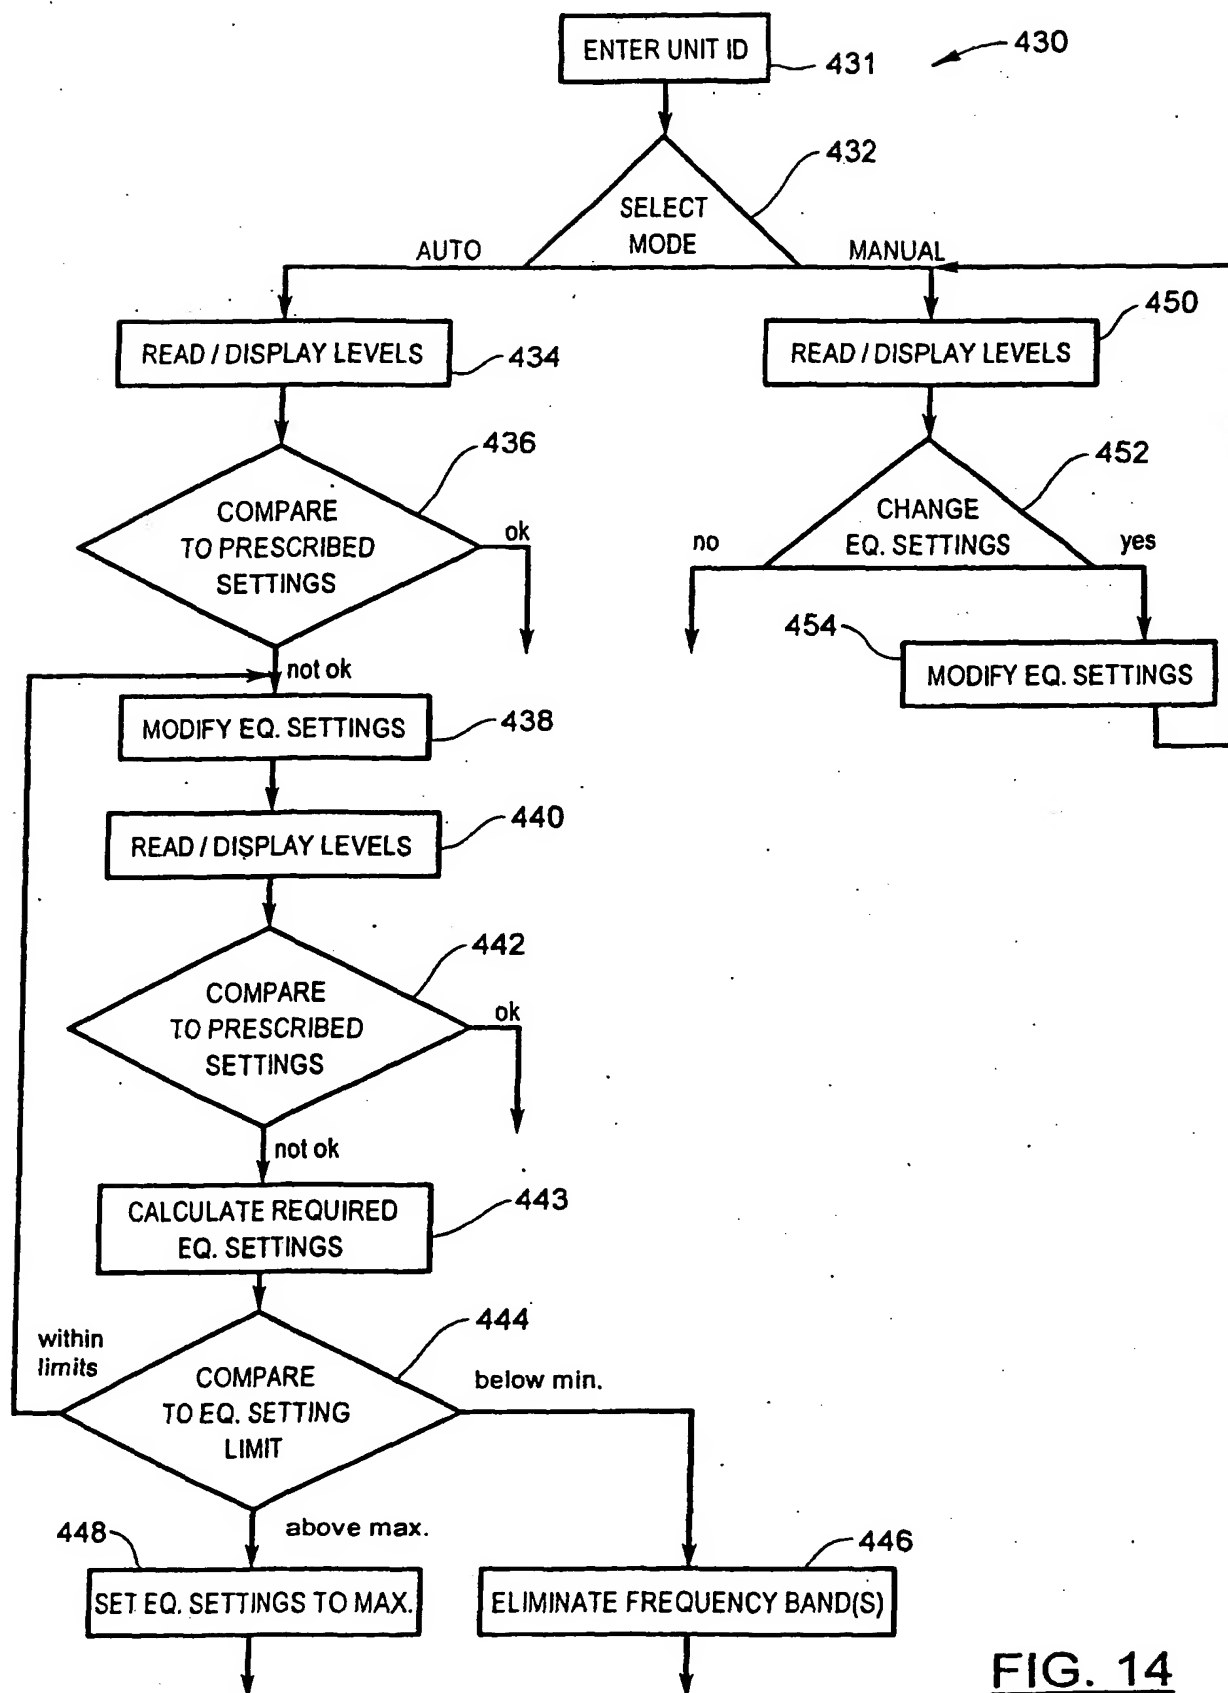 ENTER UNIT ID
431
430
432
SELECT
MODE
AUTO
MANUAL
READ / DISPLAY LEVELS
434
450
READ / DISPLAY LEVELS
436
COMPARE
TO PRESCRIBED
SETTINGS
ok
452
CHANGE
EQ. SETTINGS
no
yes
454
MODIFY EQ. SETTINGS
not ok
MODIFY EQ. SETTINGS
438
READ / DISPLAY LEVELS
440
442
COMPARE
TO PRESCRIBED
SETTINGS
ok
not ok
CALCULATE REQUIRED
EQ. SETTINGS
443
444
within
limits
COMPARE
TO EQ. SETTING
LIMIT
below min.
above max.
448
SET EQ. SETTINGS TO MAX.
446
ELIMINATE FREQUENCY BAND(S)
FIG. 14